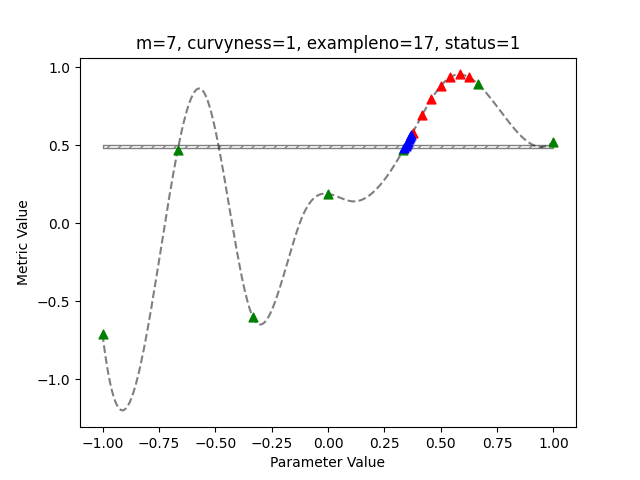 m=7, curvyness=1, exampleno=17, status=1
1.0
0.5
0.0
−0.5
−1.0
Metric Value
−1.00 −0.75 −0.50 −0.25 0.00 0.25 0.50 0.75 1.00
Parameter Value